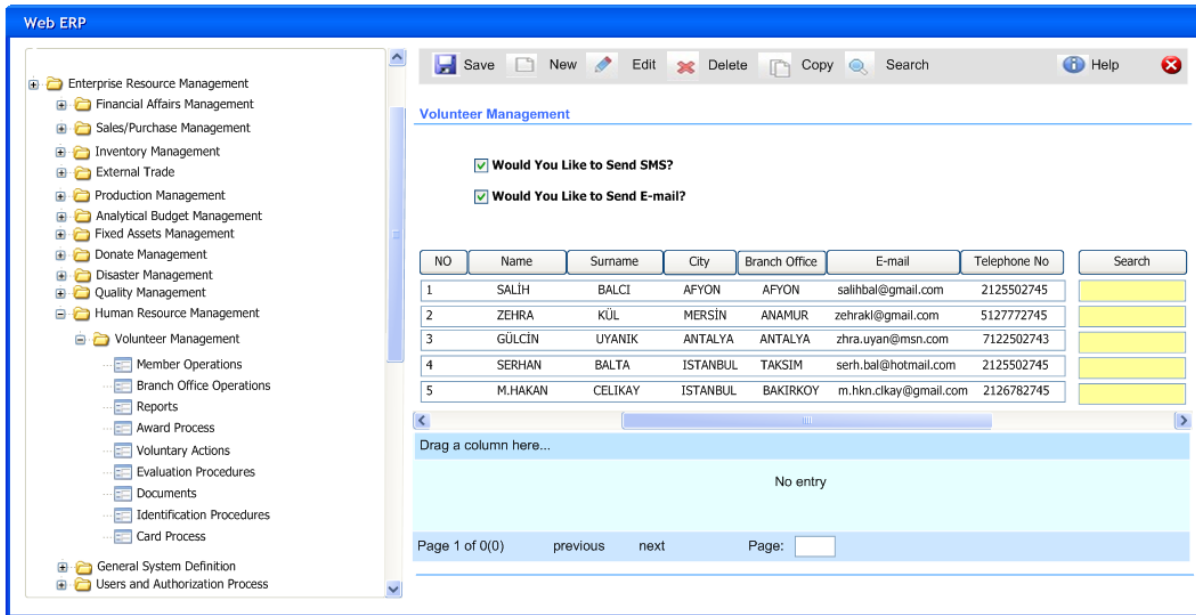 Web ERP
Enterprise Resource Management
Financial Affairs Management
Sales/Purchase Management
Inventory Management
External Trade
Production Management
Analytical Budget Management
Fixed Assets Management
Donate Management
Disaster Management
Quality Management
Human Resource Management
Volunteer Management
Member Operations
Branch Office Operations
Reports
Award Process
Voluntary Actions
Evaluation Procedures
Documents
Identification Procedures
Card Process
General System Definition
Users and Authorization Process
Save New Edit Delete Copy Search Help
Volunteer Management
Would You Like to Send SMS?
Would You Like to Send E-mail?
NO Name Surname City Branch Office E-mail Telephone No Search
1 SALİH BALCI AFYON AFYON salihbal@gmail.com 2125502745
2 ZEHRA KÜL MERSİN ANAMUR zehrakl@gmail.com 5127772745
3 GÜLCİN UYANIK ANTALYA ANTALYA zhra.uyan@msn.com 7122502743
4 SERHAN BALTA ISTANBUL TAKSIM serh.bal@hotmail.com 2125502745
5 M.HAKAN CELIKAY ISTANBUL BAKIRKOY m.hkn.clkay@gmail.com 2126782745
Drag a column here...
No entry
Page 1 of 0(0) previous next Page: